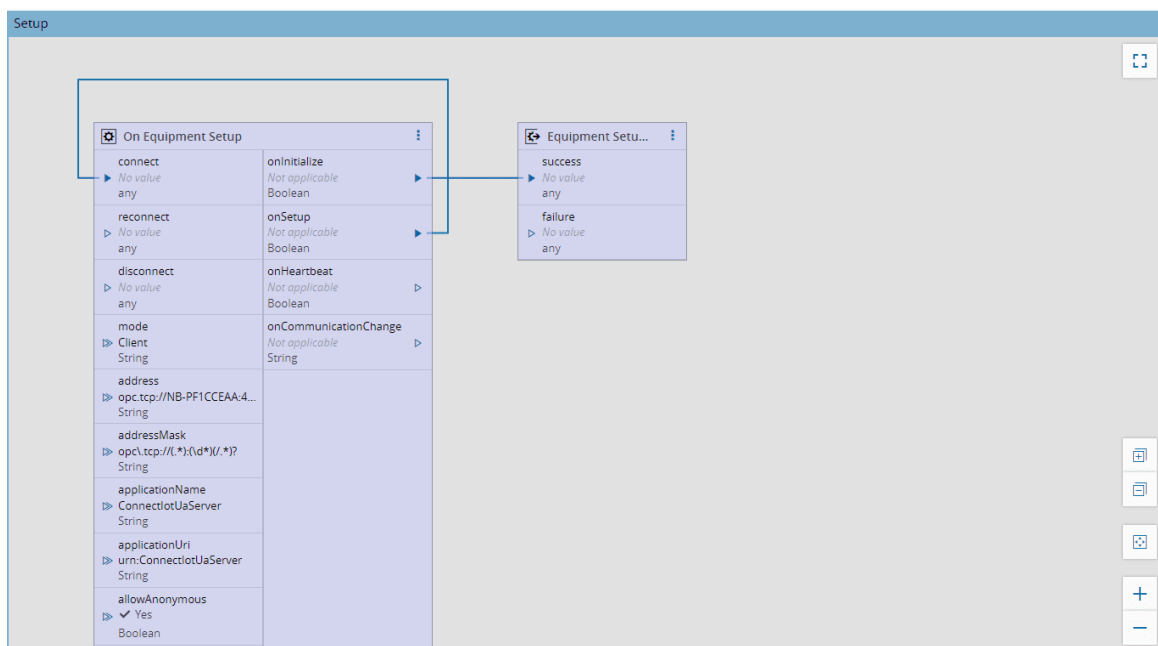 Setup
On Equipment Setup
connect
No value
any
reconnect
No value
any
disconnect
No value
any
mode
Client
String
address
opc.tcp://NB-PF1CCEAA:4...
String
addressMask
opc\.tcp://(.*):(\d*)(/.*)?
String
applicationName
ConnectIotUaServer
String
applicationUri
urn:ConnectIotUaServer
String
allowAnonymous
Yes
Boolean
onInitialize
Not applicable
Boolean
onSetup
Not applicable
Boolean
onHeartbeat
Not applicable
Boolean
onCommunicationChange
Not applicable
String
Equipment Setu...
success
No value
any
failure
No value
any